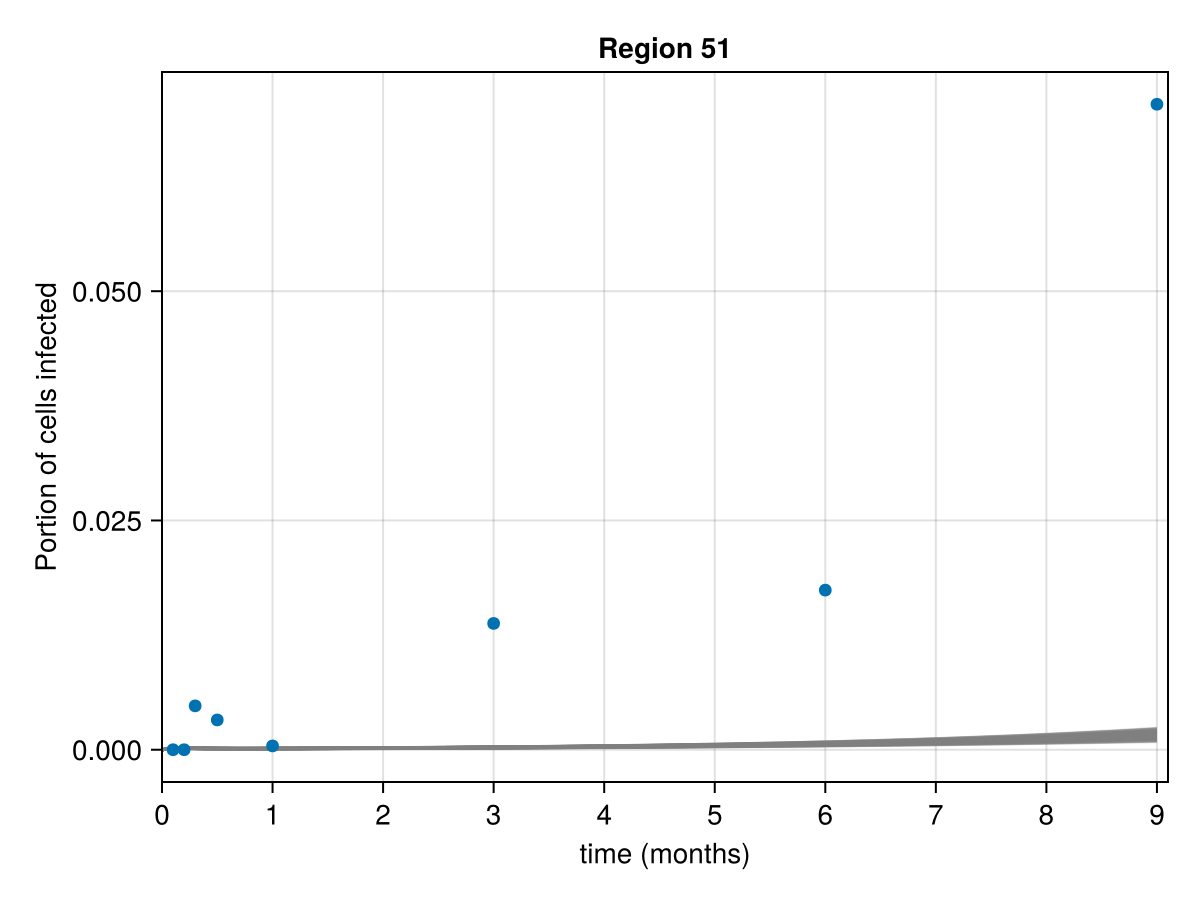 Region 51
Portion of cells infected
0.050
0.025
0.000
0 1 2 3 4 5 6 7 8 9
time (months)